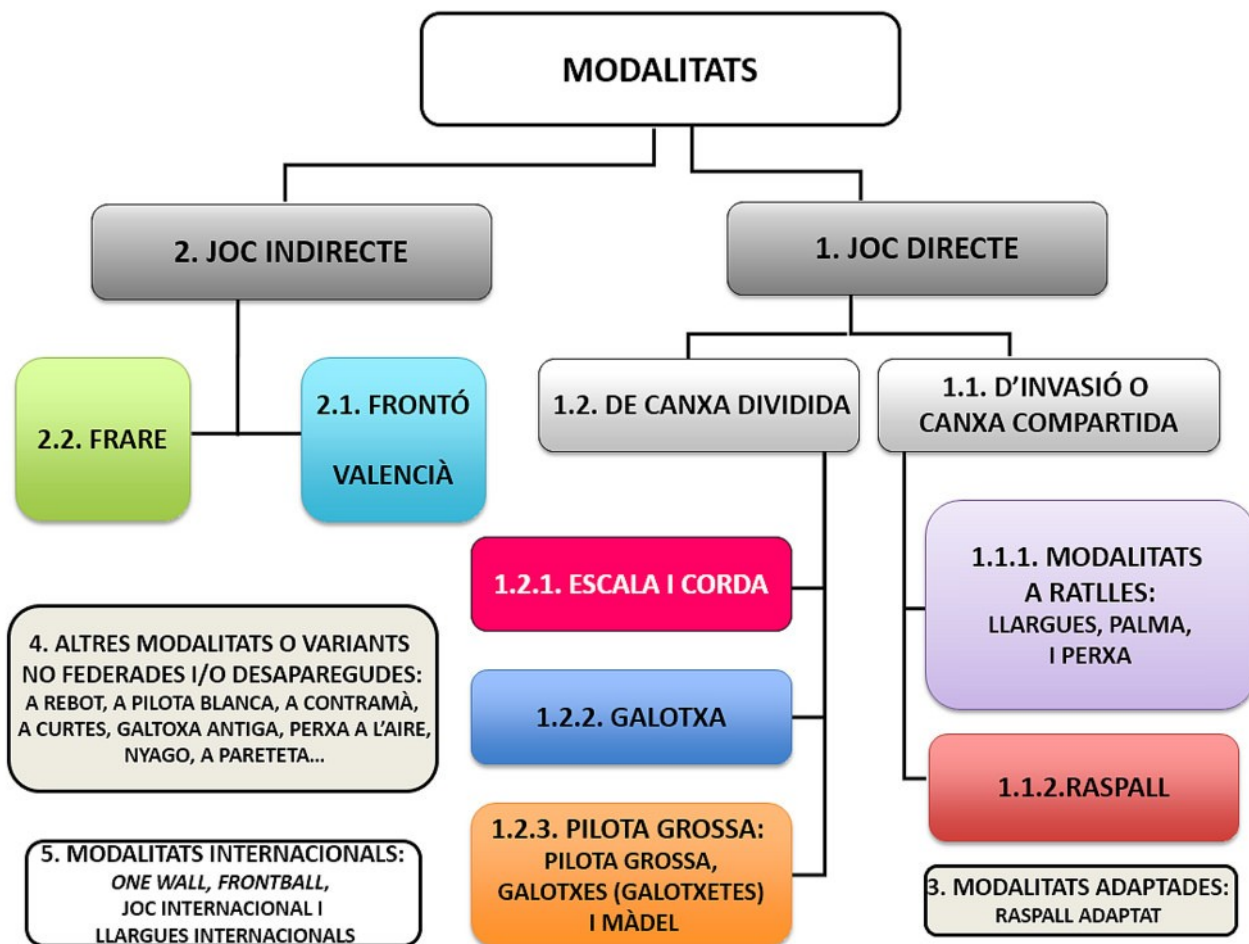 MODALITATS
2. JOC INDIRECTE
1. JOC DIRECTE
2.2. FRARE
2.1. FRONTÓ
VALENCIÀ
1.2. DE CANXA DIVIDIDA
1.1. D’INVASIÓ O
CANXA COMPARTIDA
1.2.1. ESCALA I CORDA
1.2.2. GALOTXA
1.2.3. PILOTA GROSSA:
PILOTA GROSSA,
GALOTXES (GALOTXETES)
I MÀDEL
1.1.1. MODALITATS
A RATLLES:
LLARGUES, PALMA,
I PERXA
1.1.2.RASPALL
3. MODALITATS ADAPTADES:
RASPALL ADAPTAT
4. ALTRES MODALITATS O VARIANTS
NO FEDERADES I/O DESAPAREGUDES:
A REBOT, A PILOTA BLANCA, A CONTRAMÀ,
A CURTES, GALTOXA ANTIGA, PERXA A L’AIRE,
NYAGO, A PARETETA...
5. MODALITATS INTERNACIONALS:
ONE WALL, FRONTBALL,
JOC INTERNACIONAL I
LLARGUES INTERNACIONALS